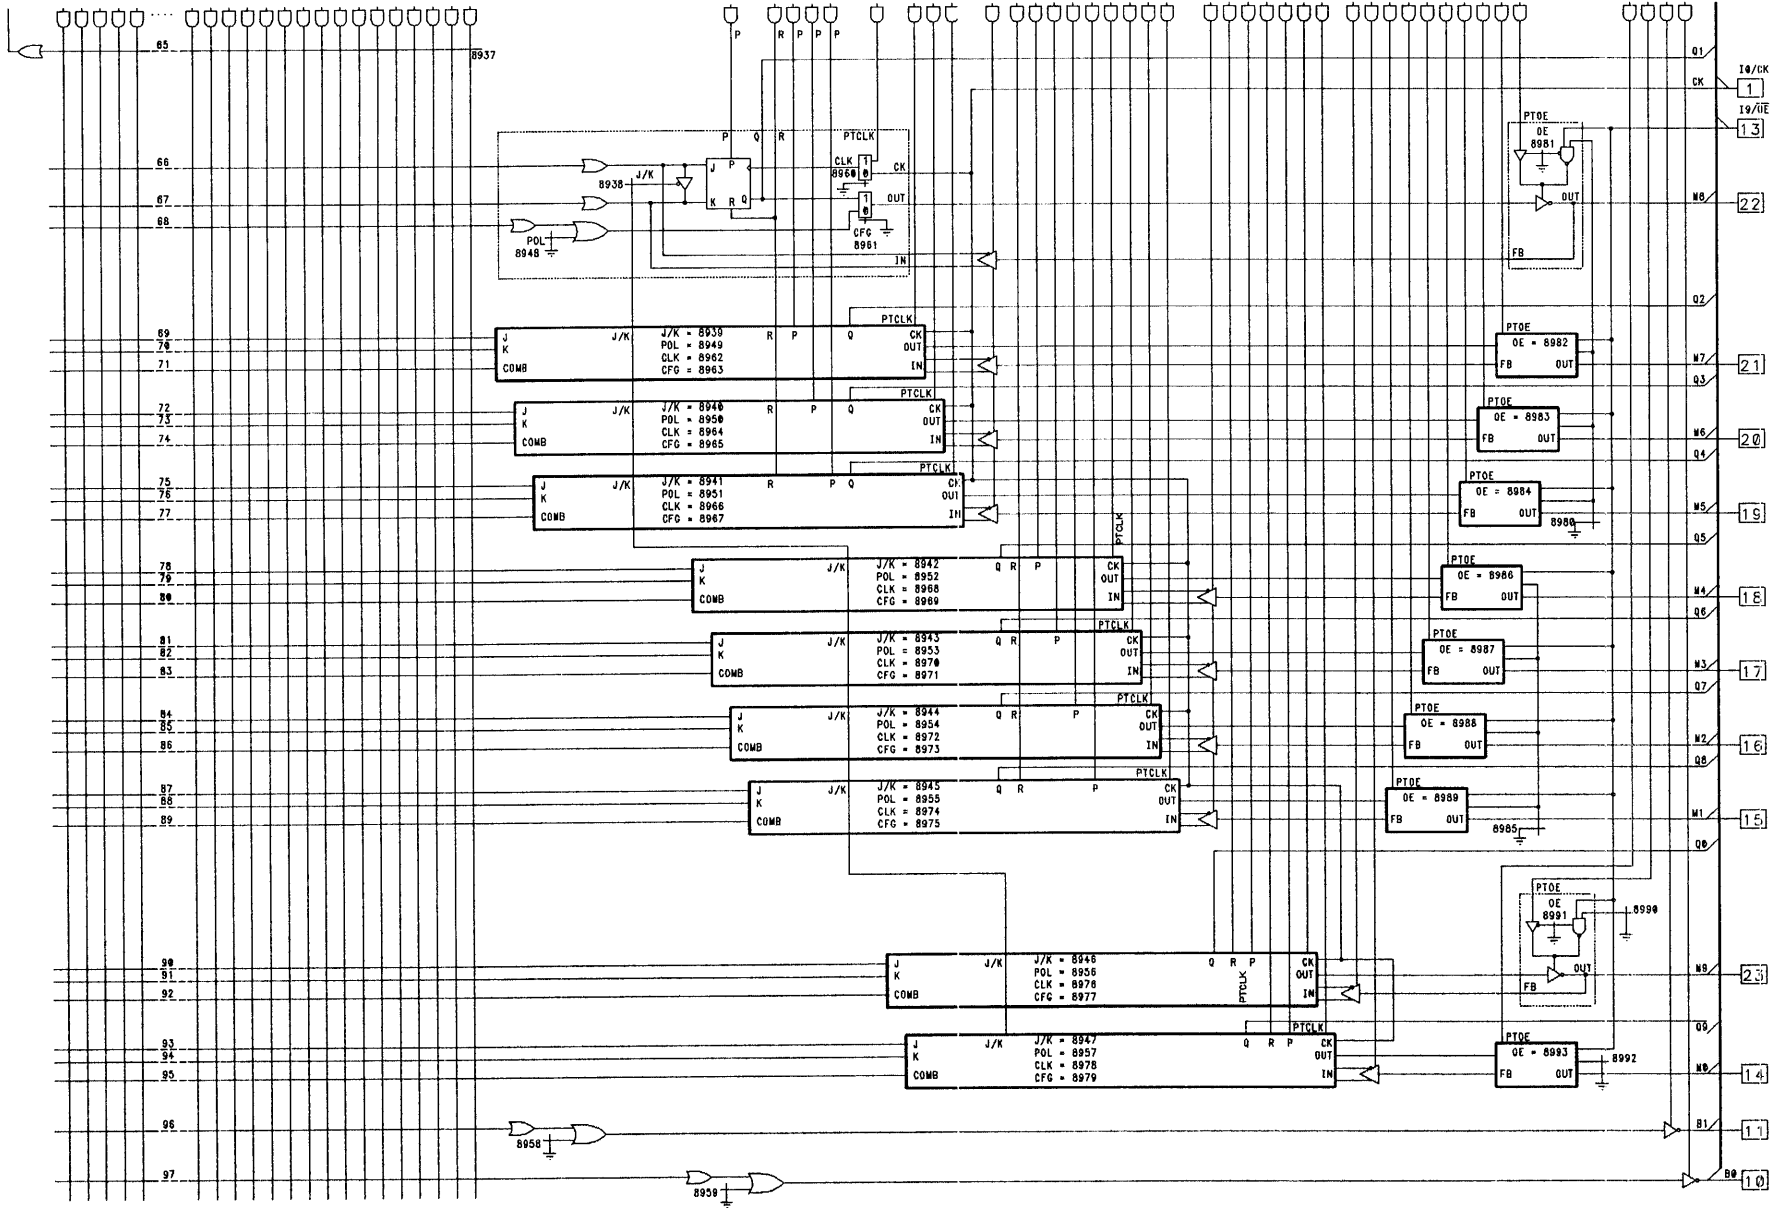 P R P P P
65 8937 Q1
I0/CK
CK 1
I9/OE
13
P Q R PTCLK
PTOE
OE
8981
66 J P CLK 1
8960 0 CK
8938 J/K
67 K R Q 1 OUT
0
OUT M8 22
68 POL
8948
CFG
8961
IN FB
Q2
PTCLK PTOE
69 J J/K J/K = 8939 R P Q CK OE = 8982
70 K POL = 8949 OUT
71 COMB CLK = 8962 IN FB OUT M7 21
CFG = 8963
Q3
PTCLK PTOE
72 J J/K J/K = 8940 R P Q CK OE = 8983
73 K POL = 8950 OUT
74 COMB CLK = 8964 IN FB OUT M6 20
CFG = 8965
Q4
PTCLK PTOE
75 J J/K J/K = 8941 R P Q CK OE = 8984
76 K POL = 8951 OUT
77 COMB CLK = 8966 IN FB OUT M5 19
CFG = 8967 8980
PTCLK
Q5
PTOE
78 J J/K J/K = 8942 Q R P CK OE = 8986
79 K POL = 8952 OUT
80 COMB CLK = 8968 IN FB OUT M4 18
CFG = 8969
Q6
PTCLK PTOE
81 J J/K J/K = 8943 Q R P CK OE = 8987
82 K POL = 8953 OUT
83 COMB CLK = 8970 IN FB OUT M3 17
CFG = 8971
Q7
PTCLK PTOE
84 J J/K J/K = 8944 Q R P CK OE = 8988
85 K POL = 8954 OUT
86 COMB CLK = 8972 IN FB OUT M2 16
CFG = 8973
Q8
PTCLK PTOE
87 J J/K J/K = 8945 Q R P CK OE = 8989
88 K POL = 8955 OUT
89 COMB CLK = 8974 IN FB OUT M1 15
CFG = 8975 8985
Q0
PTOE
OE
8991 8990
90 J J/K J/K = 8946 Q R P CK
91 K POL = 8956 OUT OUT M9 23
92 COMB CLK = 8976 PTCLK IN FB
CFG = 8977
Q9
PTCLK PTOE
93 J J/K J/K = 8947 Q R P CK OE = 8993 8992
94 K POL = 8957 OUT
95 COMB CLK = 8978 IN FB OUT M0 14
CFG = 8979
96 8958 B1 11
97 8959 B0 10